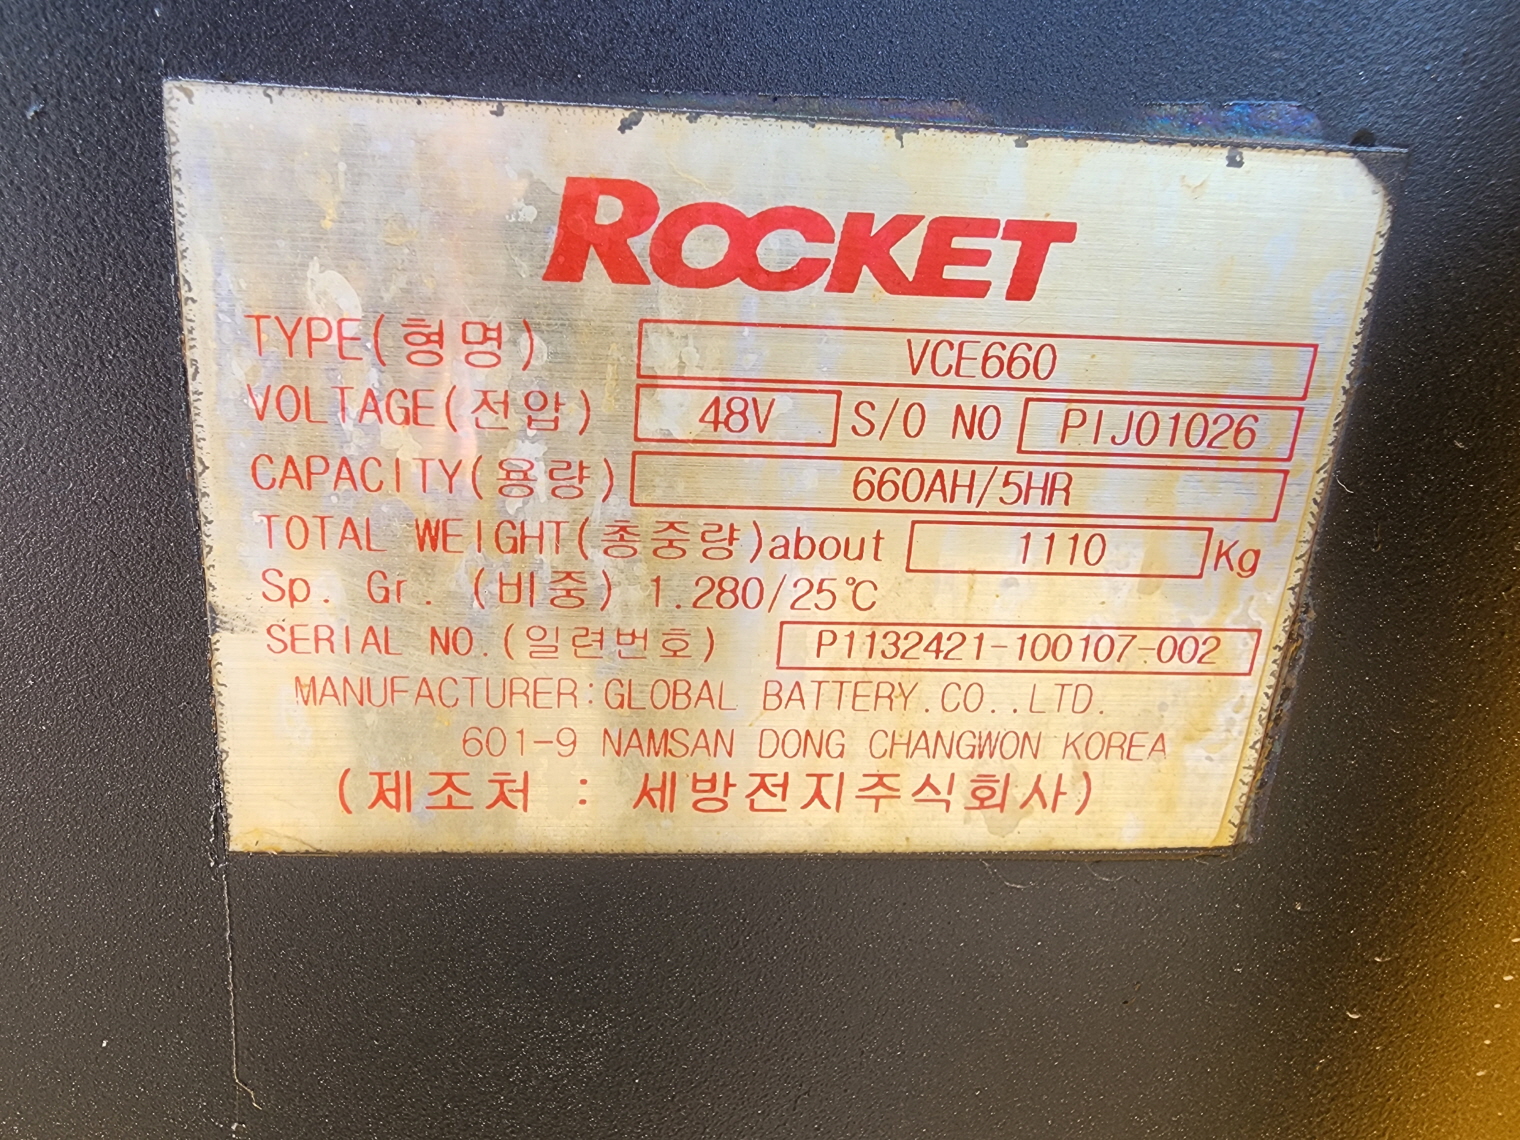 ROCKET
TYPE(형명) VCE660
VOLTAGE(전압) 48V S/O NO PIJ01026
CAPACITY(용량) 660AH/5HR
TOTAL WEIGHT(총중량)about 1110 Kg
Sp. Gr. (비중) 1.280/25℃
SERIAL NO.(일련번호) P1132421-100107-002
MANUFACTURER:GLOBAL BATTERY.CO.,LTD.
601-9 NAMSAN DONG CHANGWON KOREA
(제조처 : 세방전지주식회사)